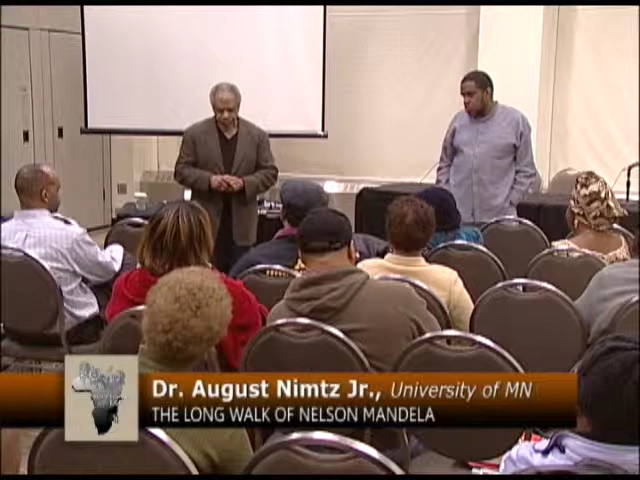 Dr. August Nimtz Jr., University of MN
THE LONG WALK OF NELSON MANDELA